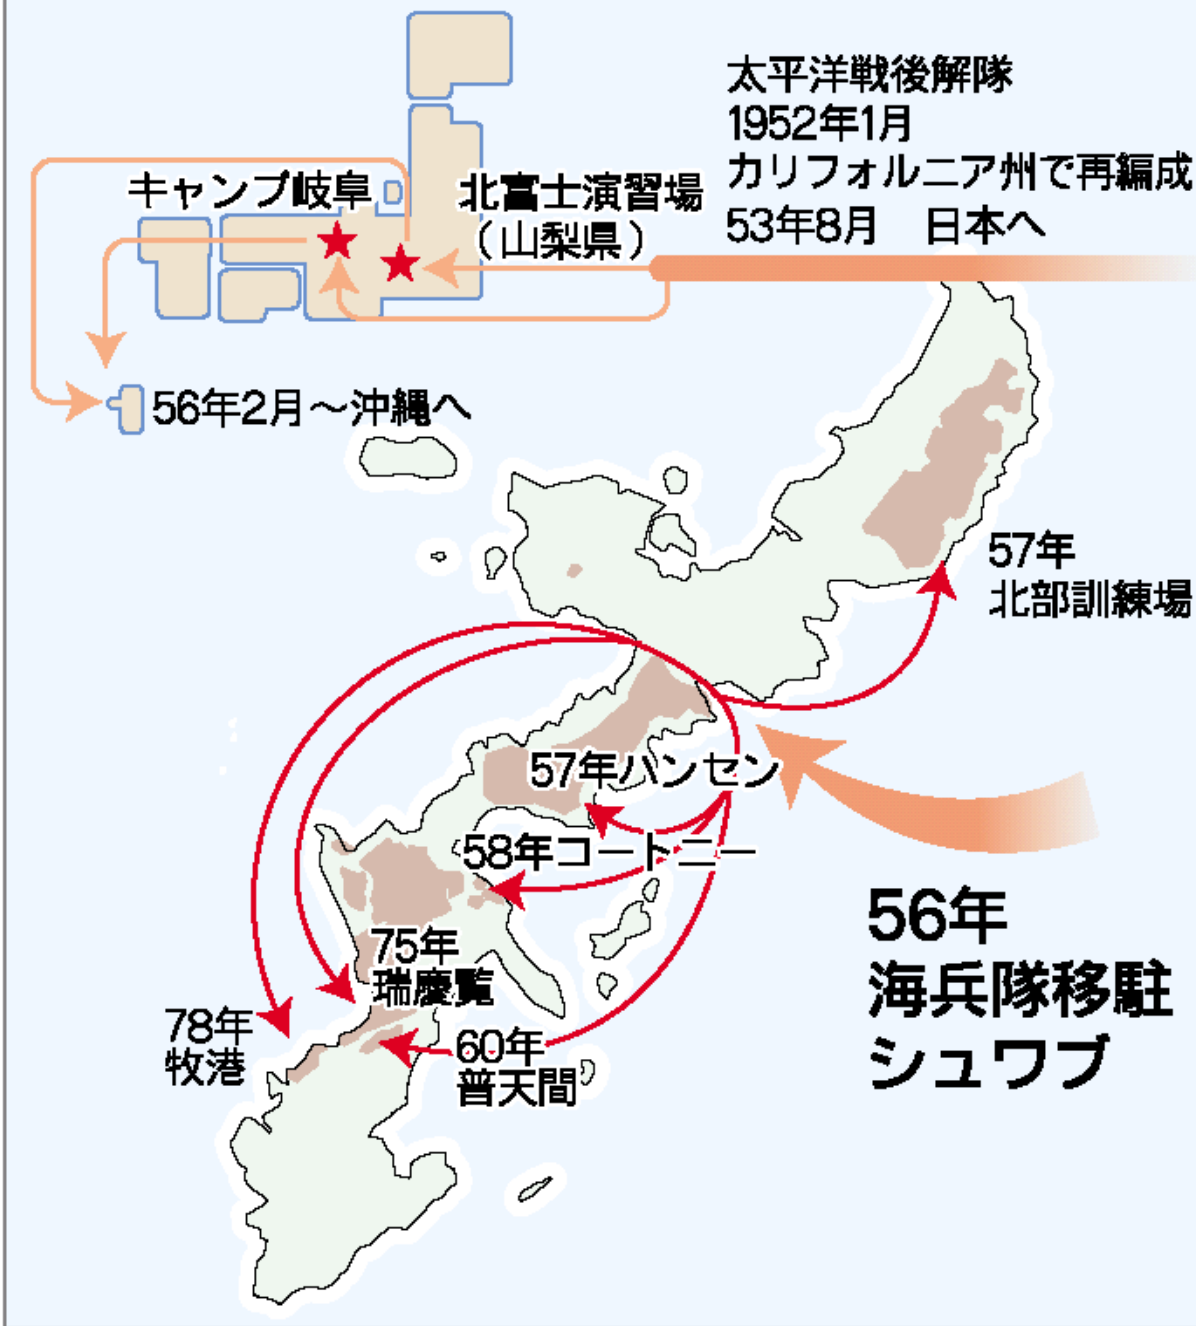 太平洋戦後解隊
1952年1月
カリフォルニア州で再編成
53年8月　日本へ
キャンプ岐阜
北富士演習場
（山梨県）
56年2月～沖縄へ
57年
北部訓練場
57年ハンセン
58年コートニー
56年
海兵隊移駐
シュワブ
75年
瑞慶覧
78年
牧港
60年
普天間